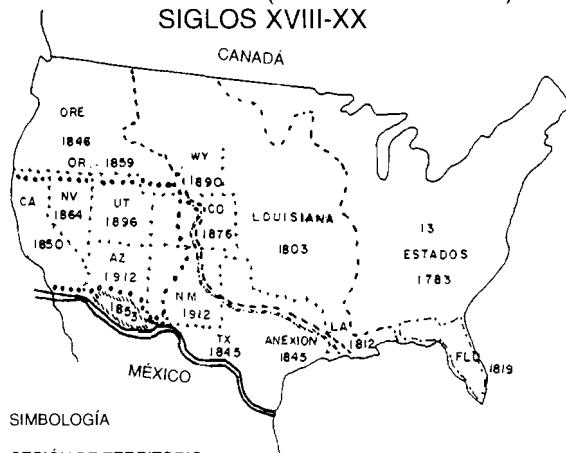 SIGLOS XVIII-XX
CANADÁ
ORE
1846
OR. - 1859
WY
1890
CA
1850
NV
1864
UT
1896
CO
1876
LOUISIANA
1803
13
ESTADOS
1783
AZ
1912
1853
NM
1912
TX
1845
ANEXION
1845
LA
1812
FLO
1819
MÉXICO
SIMBOLOGÍA